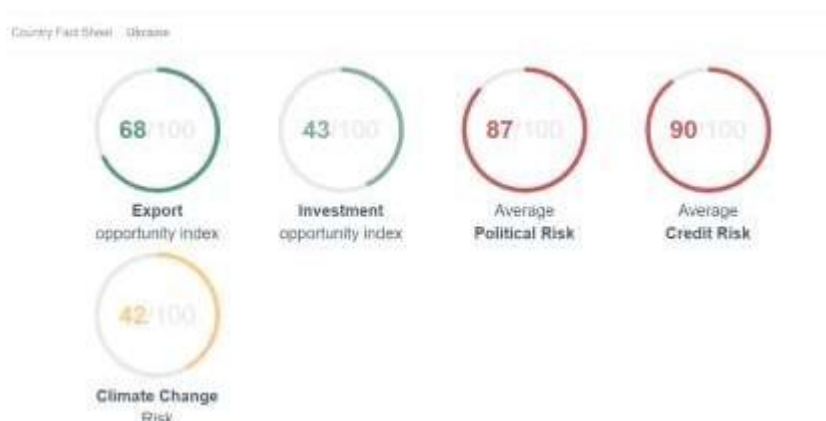 Country Fact Sheet Ukraine
68/100
43/100
87/100
90/100
Export
opportunity index
Investment
opportunity index
Average
Political Risk
Average
Credit Risk
42/100
Climate Change
Risk